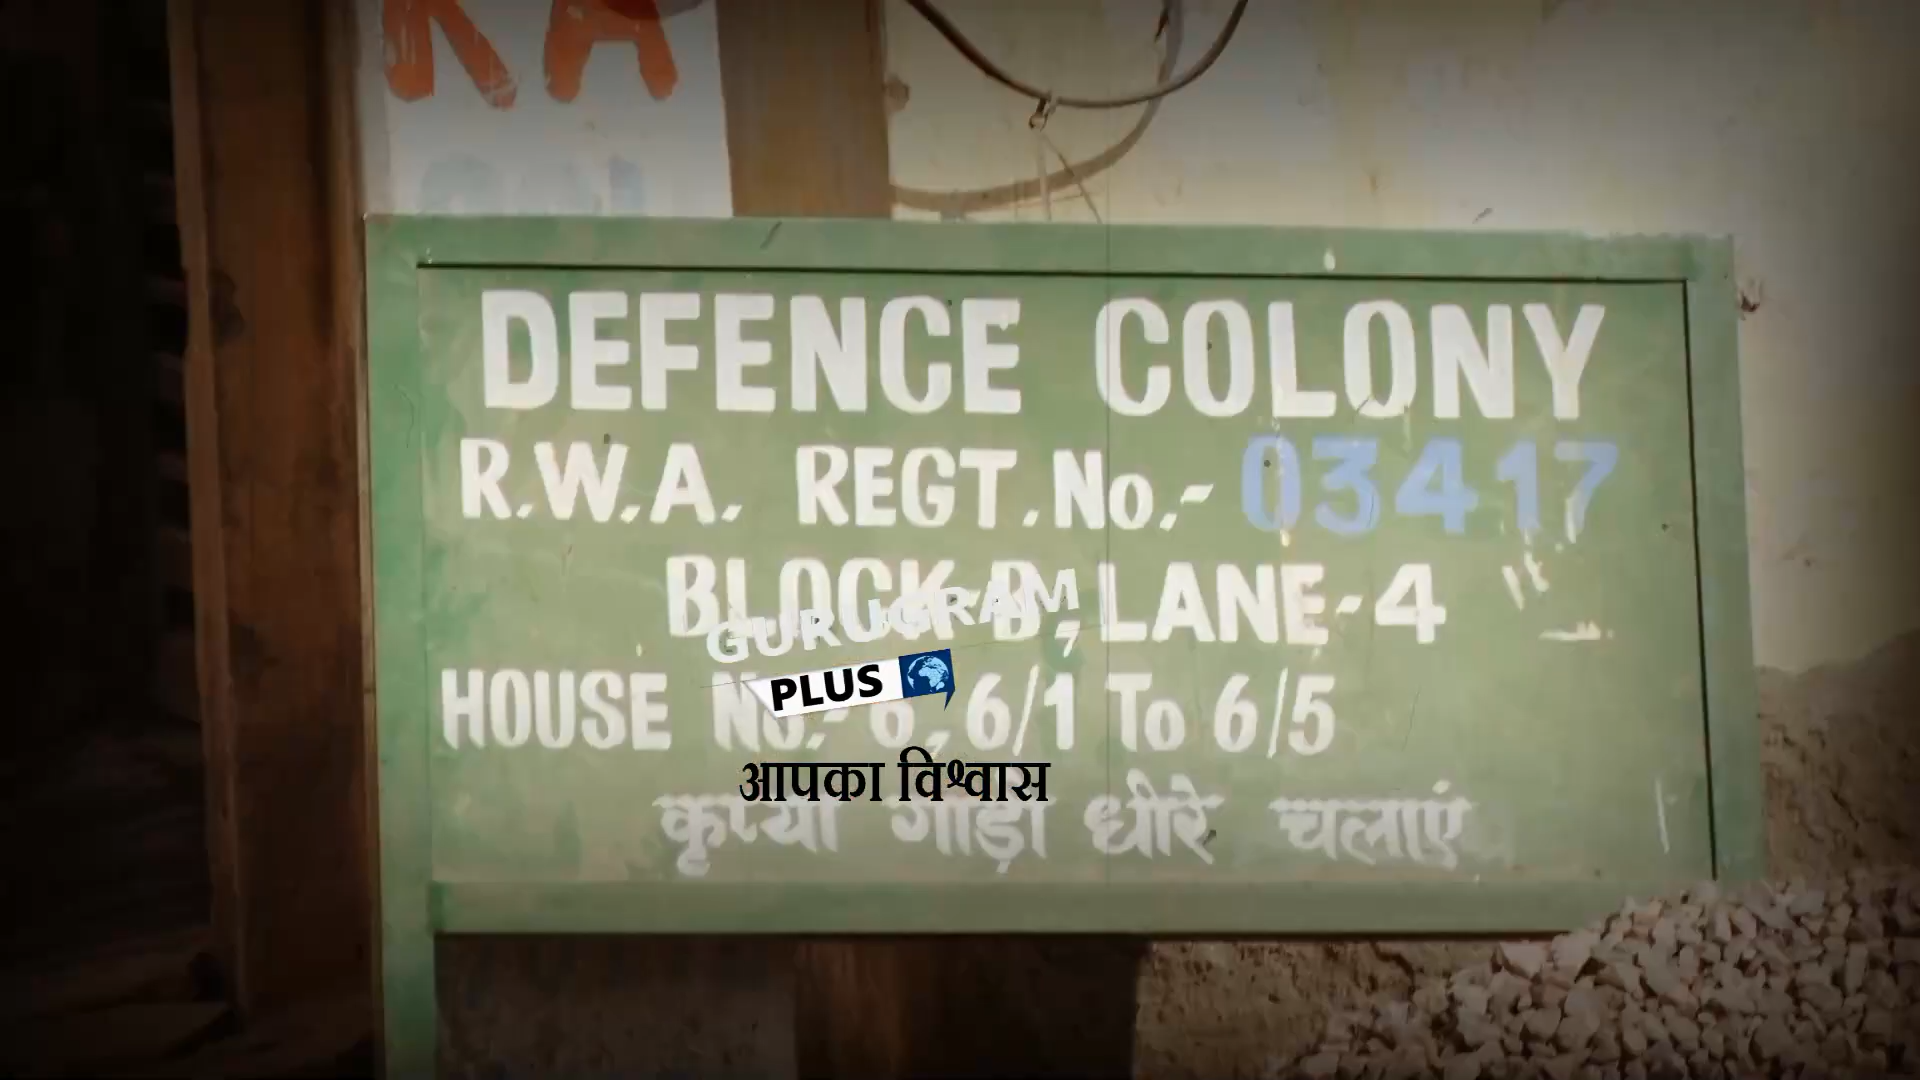 KA
DEFENCE COLONY
R.W.A. REGT. No.- 03417
BLOCK-B, LANE-4
GURUGRAM
PLUS
HOUSE No.- 6, 6/1 To 6/5
आपका विश्वास
कृप्या गाड़ी धीरे चलाएं